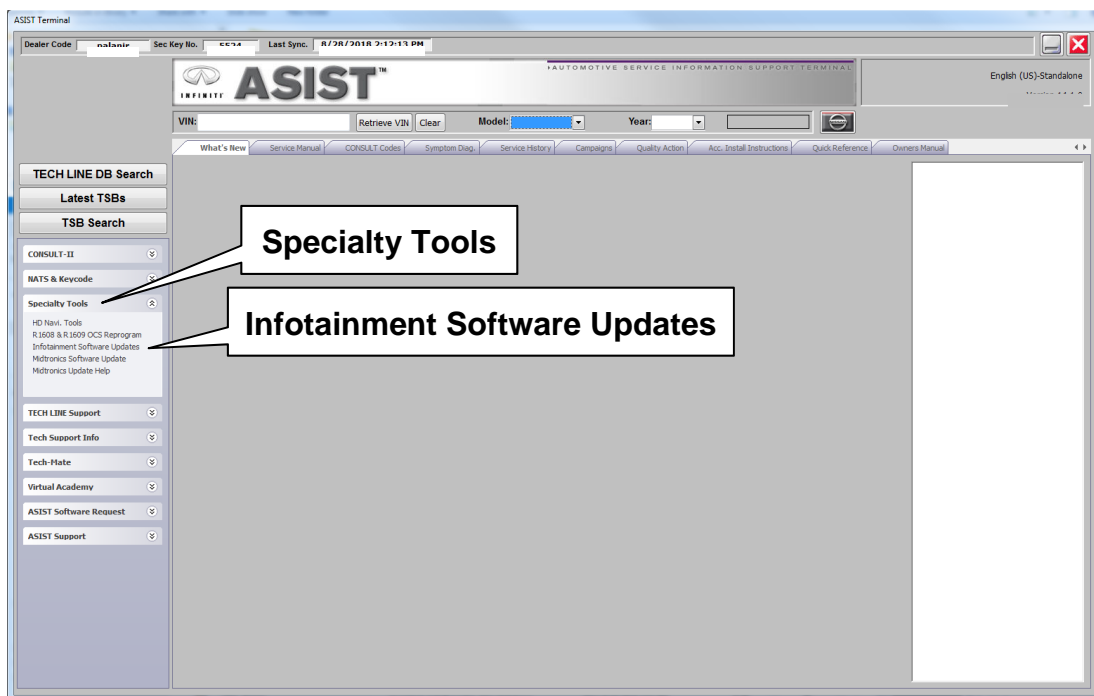 ASIST Terminal
Dealer Code Sec Key No. Last Sync. 8/28/2018 2:12:13 PM
INFINITI ASIST™
AUTOMOTIVE SERVICE INFORMATION SUPPORT TERMINAL
English (US)-Standalone
VIN: Retrieve VIN Clear Model: Year:
What's New Service Manual CONSULT Codes Symptom Diag. Service History Campaigns Quality Action Acc. Install Instructions Quick Reference Owners Manual
TECH LINE DB Search
Latest TSBs
TSB Search
CONSULT-II
NATS & Keycode
Specialty Tools
HD Navi. Tools
R1608 & R1609 OCS Reprogram
Infotainment Software Updates
Midtronics Software Update
Midtronics Update Help
TECH LINE Support
Tech Support Info
Tech-Mate
Virtual Academy
ASIST Software Request
ASIST Support
Specialty Tools
Infotainment Software Updates